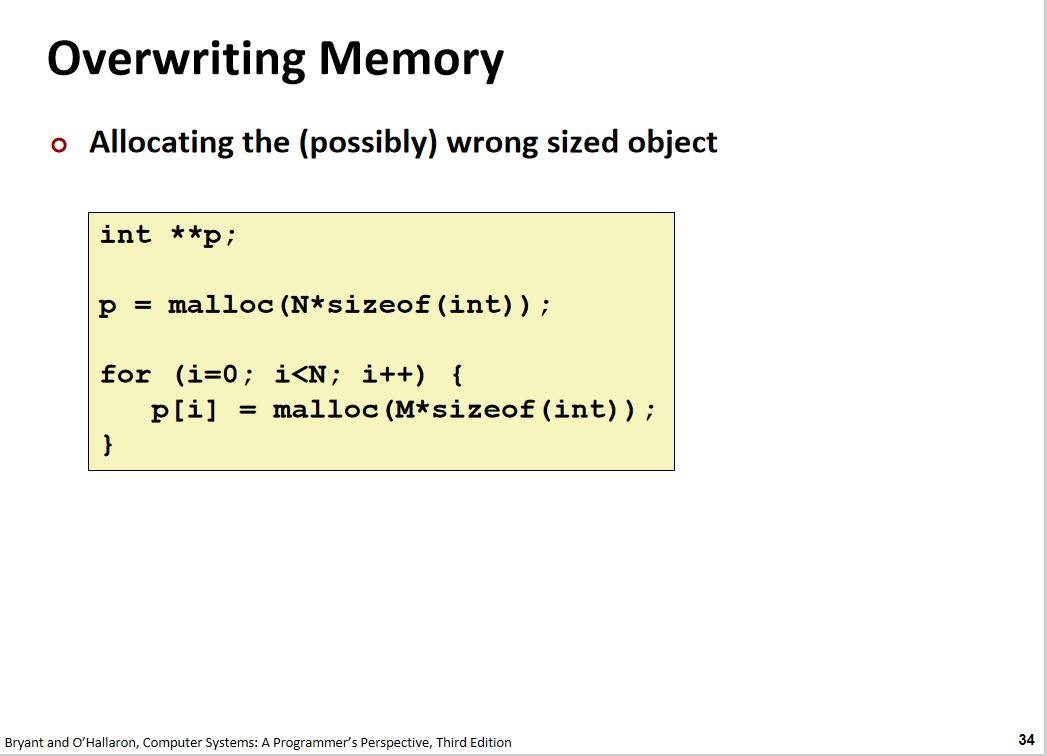 Overwriting Memory
Allocating the (possibly) wrong sized object
int **p;
p = malloc(N*sizeof(int));
for (i=0; i<N; i++) {
   p[i] = malloc(M*sizeof(int));
}
Bryant and O’Hallaron, Computer Systems: A Programmer’s Perspective, Third Edition
34